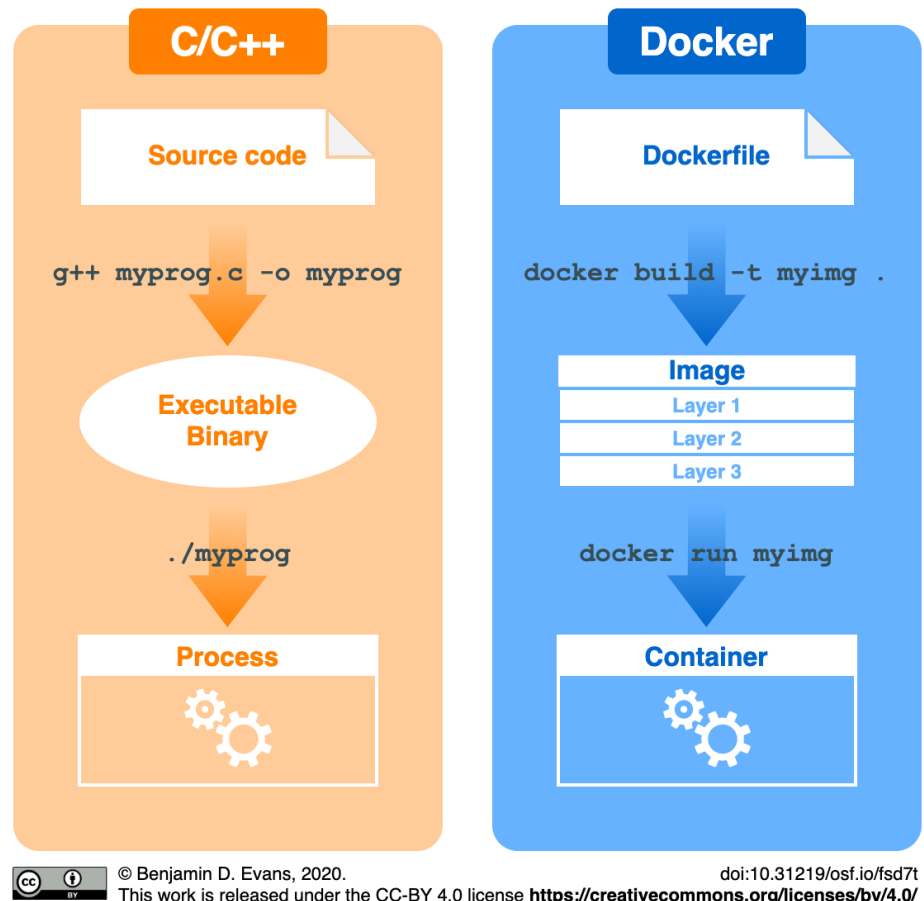 C/C++
Source code
g++ myprog.c -o myprog
Executable
Binary
./myprog
Process
Docker
Dockerfile
docker build -t myimg .
Image
Layer 1
Layer 2
Layer 3
docker run myimg
Container
cc
BY
© Benjamin D. Evans, 2020.
doi:10.31219/osf.io/fsd7t
This work is released under the CC-BY 4.0 license https://creativecommons.org/licenses/by/4.0/